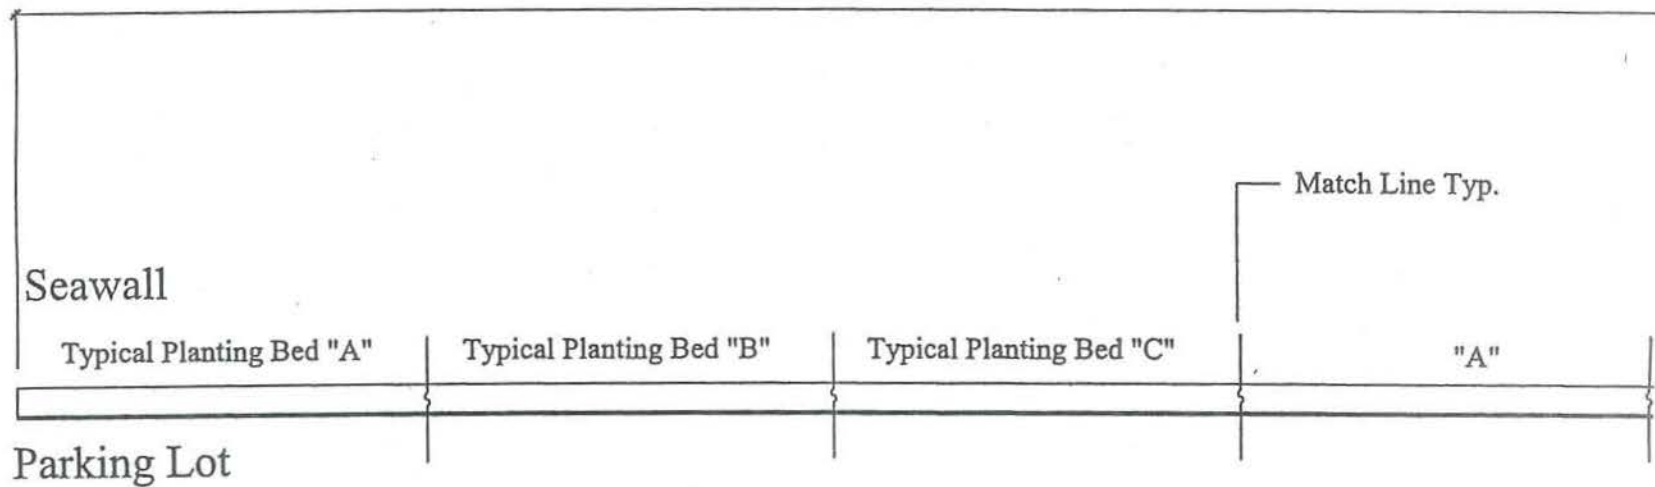 Match Line Typ.
Seawall
Typical Planting Bed "A"
Typical Planting Bed "B"
Typical Planting Bed "C"
"A"
Parking Lot